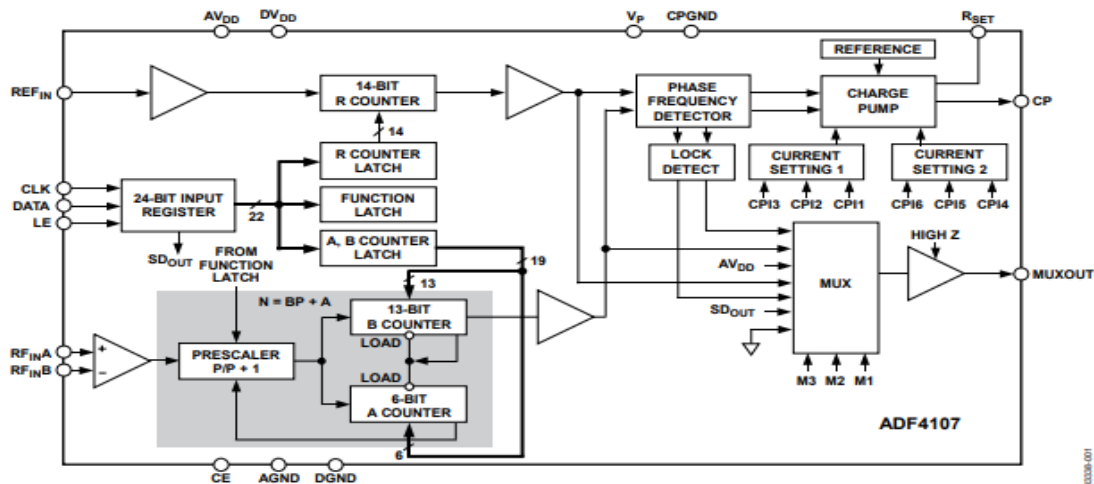 AVDD
DVDD
VP
CPGND
RSET
REFERENCE
REFIN
14-BIT
R COUNTER
PHASE
FREQUENCY
DETECTOR
CHARGE
PUMP
CP
14
R COUNTER
LATCH
LOCK
DETECT
CURRENT
SETTING 1
CURRENT
SETTING 2
CLK
DATA
LE
24-BIT INPUT
REGISTER
22
FUNCTION
LATCH
CPI3 CPI2 CPI1
CPI6 CPI5 CPI4
A, B COUNTER
LATCH
SDOUT
FROM
FUNCTION
LATCH
19
13
HIGH Z
AVDD
MUX
MUXOUT
SDOUT
N = BP + A
13-BIT
B COUNTER
LOAD
RFINA
RFINB
+
–
PRESCALER
P/P + 1
LOAD
6-BIT
A COUNTER
6
M3 M2 M1
ADF4107
CE
AGND
DGND
03338-001